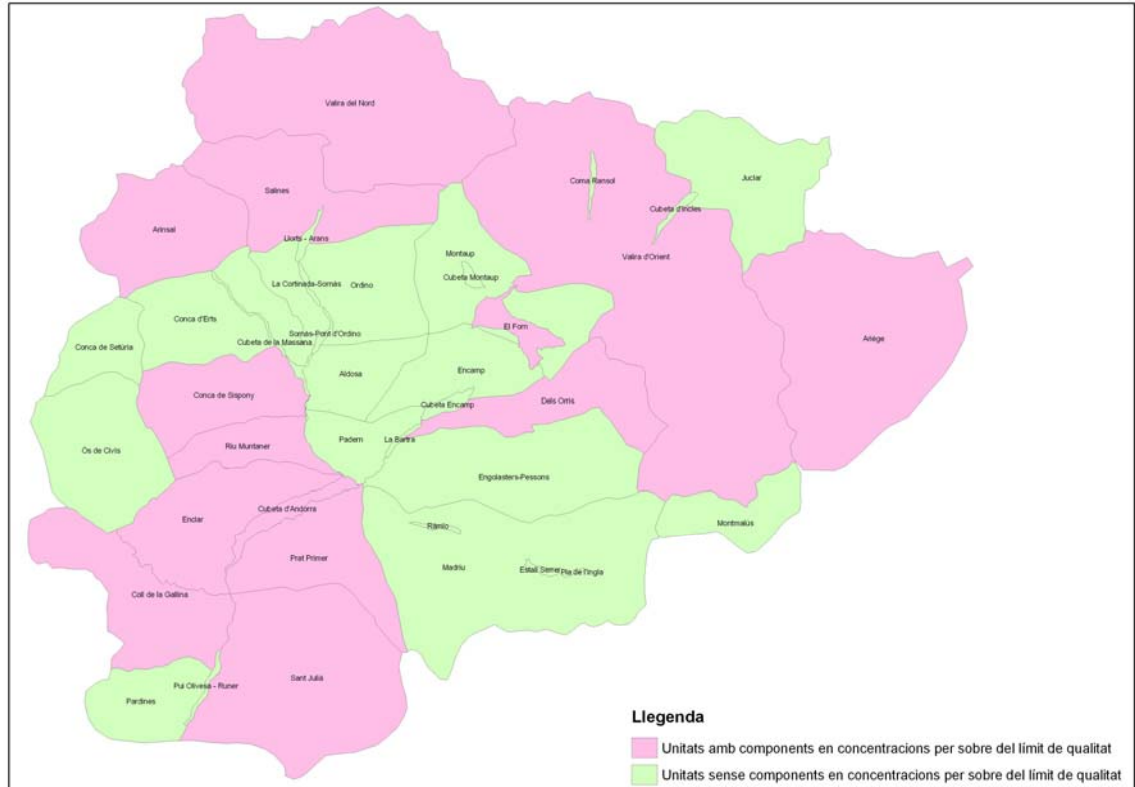 Valira del Nord
Coma Ransol
Juclar
Salines
Cubeta d'Incles
Arinsal
Llorts - Arans
Montaup
Valira d'Orient
Cubeta Montaup
La Cortinada-Somàs
Ordino
Conca d'Erts
El Forn
Somàs-Pont d'Ordino
Ariège
Cubeta de la Massana
Conca de Setúria
Aldosa
Encamp
Conca de Sispony
Dels Orris
Cubeta Encamp
Padern
La Bartra
Riu Muntaner
Os de Civís
Engolasters-Pessons
Cubeta d'Andorra
Enclar
Ràmio
Montmalús
Prat Primer
Madriu
Estall Serrer
Pla de l'Ingla
Coll de la Gallina
Sant Julià
Pui Olivesa - Runer
Pardines
Llegenda
Unitats amb components en concentracions per sobre del límit de qualitat
Unitats sense components en concentracions per sobre del límit de qualitat